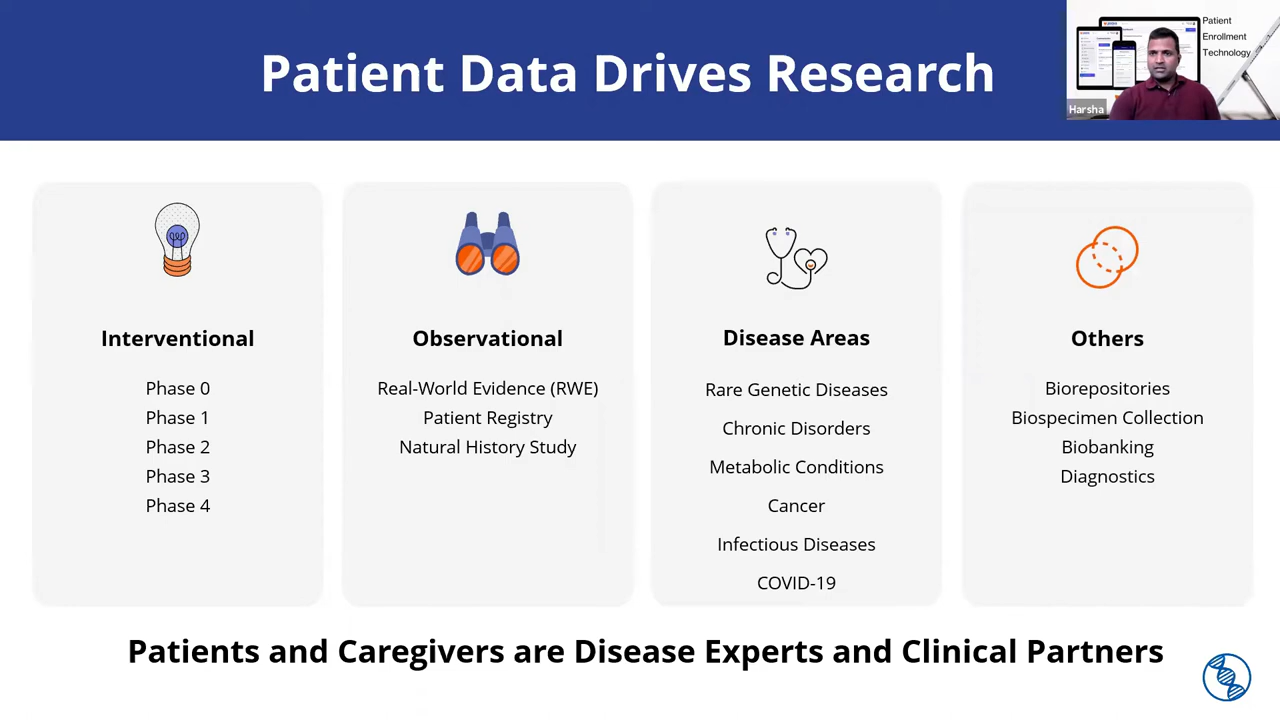 Patient Data Drives Research
Patient
Enrollment
Technology
Harsha
Interventional
Phase 0
Phase 1
Phase 2
Phase 3
Phase 4
Observational
Real-World Evidence (RWE)
Patient Registry
Natural History Study
Disease Areas
Rare Genetic Diseases
Chronic Disorders
Metabolic Conditions
Cancer
Infectious Diseases
COVID-19
Others
Biorepositories
Biospecimen Collection
Biobanking
Diagnostics
Patients and Caregivers are Disease Experts and Clinical Partners